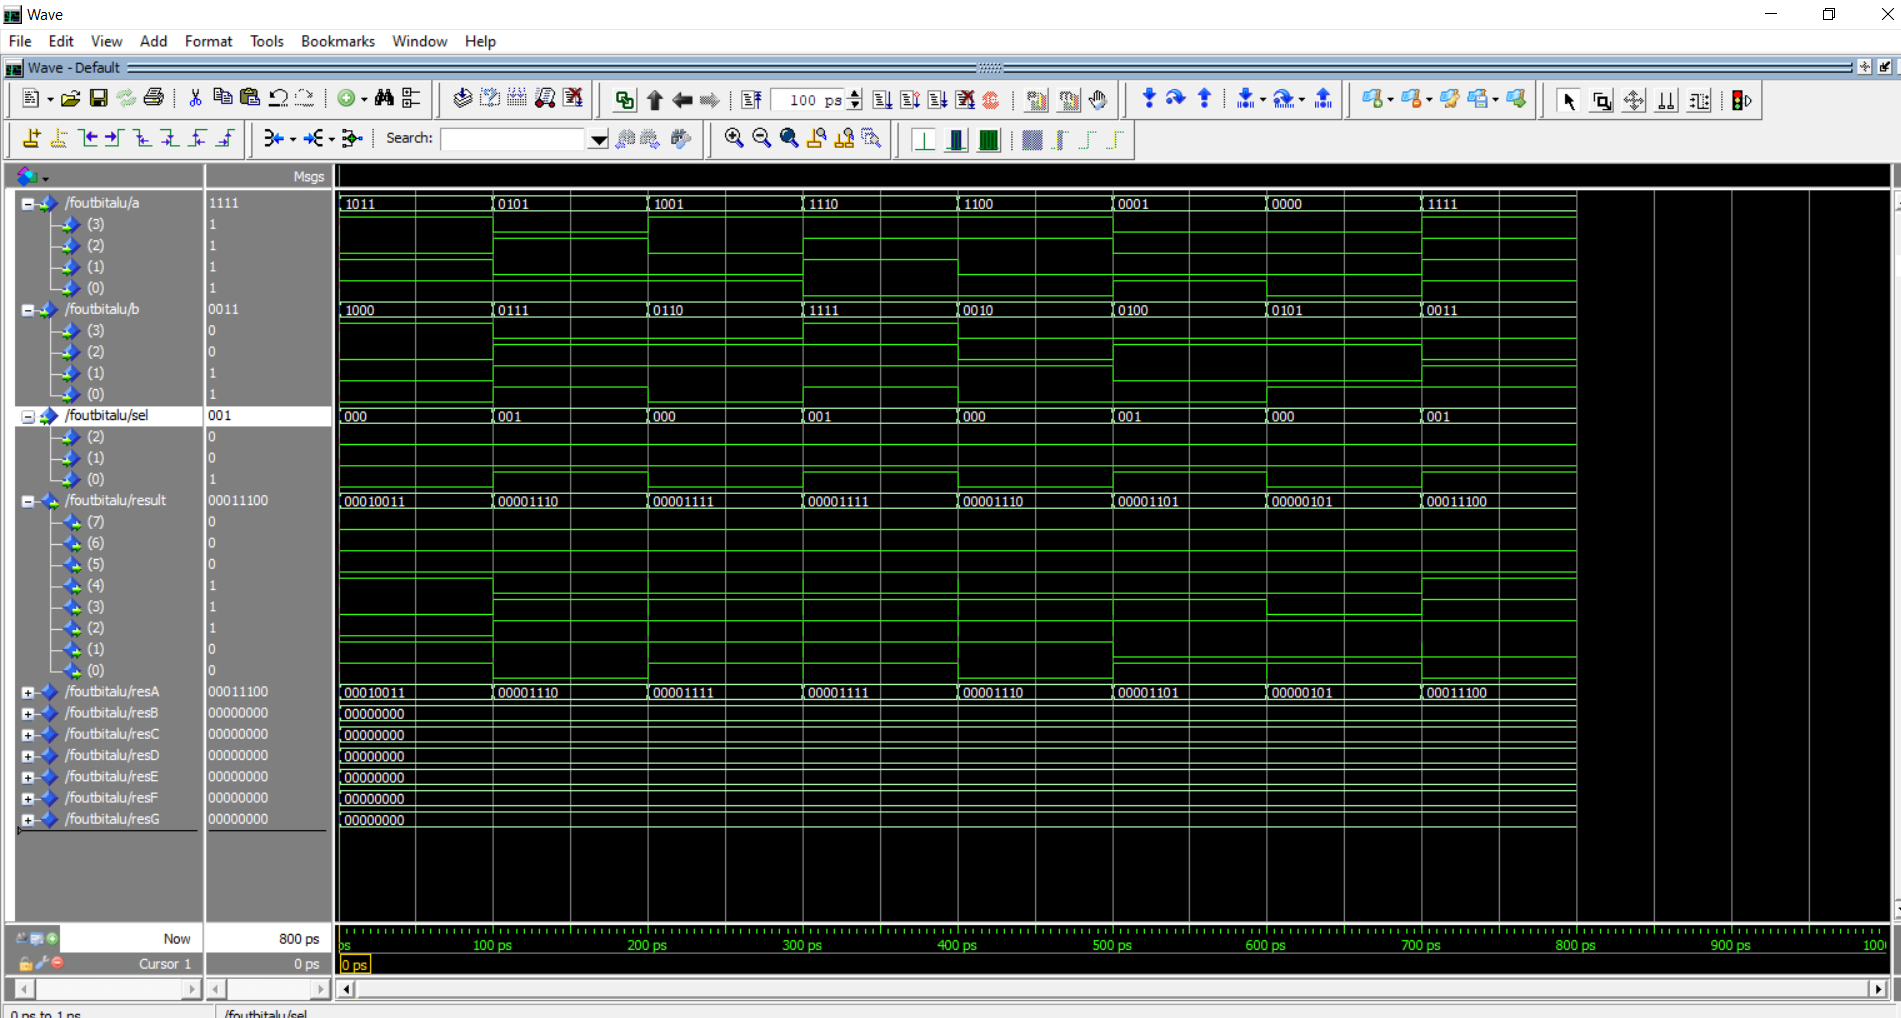 Wave
File Edit View Add Format Tools Bookmarks Window Help
Wave - Default
100 ps
Search:
Msgs
/foutbitalu/a 1111 1011 0101 1001 1110 1100 0001 0000 1111
(3) 1
(2) 1
(1) 1
(0) 1
/foutbitalu/b 0011 1000 0111 0110 1111 0010 0100 0101 0011
(3) 0
(2) 0
(1) 1
(0) 1
/foutbitalu/sel 001 000 001 000 001 000 001 000 001
(2) 0
(1) 0
(0) 1
/foutbitalu/result 00011100 00010011 00001110 00001111 00001111 00001110 00001101 00000101 00011100
(7) 0
(6) 0
(5) 0
(4) 1
(3) 1
(2) 1
(1) 0
(0) 0
/foutbitalu/resA 00011100 00010011 00001110 00001111 00001111 00001110 00001101 00000101 00011100
/foutbitalu/resB 00000000 00000000
/foutbitalu/resC 00000000 00000000
/foutbitalu/resD 00000000 00000000
/foutbitalu/resE 00000000 00000000
/foutbitalu/resF 00000000 00000000
/foutbitalu/resG 00000000 00000000
Now 800 ps ps 100 ps 200 ps 300 ps 400 ps 500 ps 600 ps 700 ps 800 ps 900 ps 1000
Cursor 1 0 ps 0 ps
0 ps to 1 ns /foutbitalu/sel